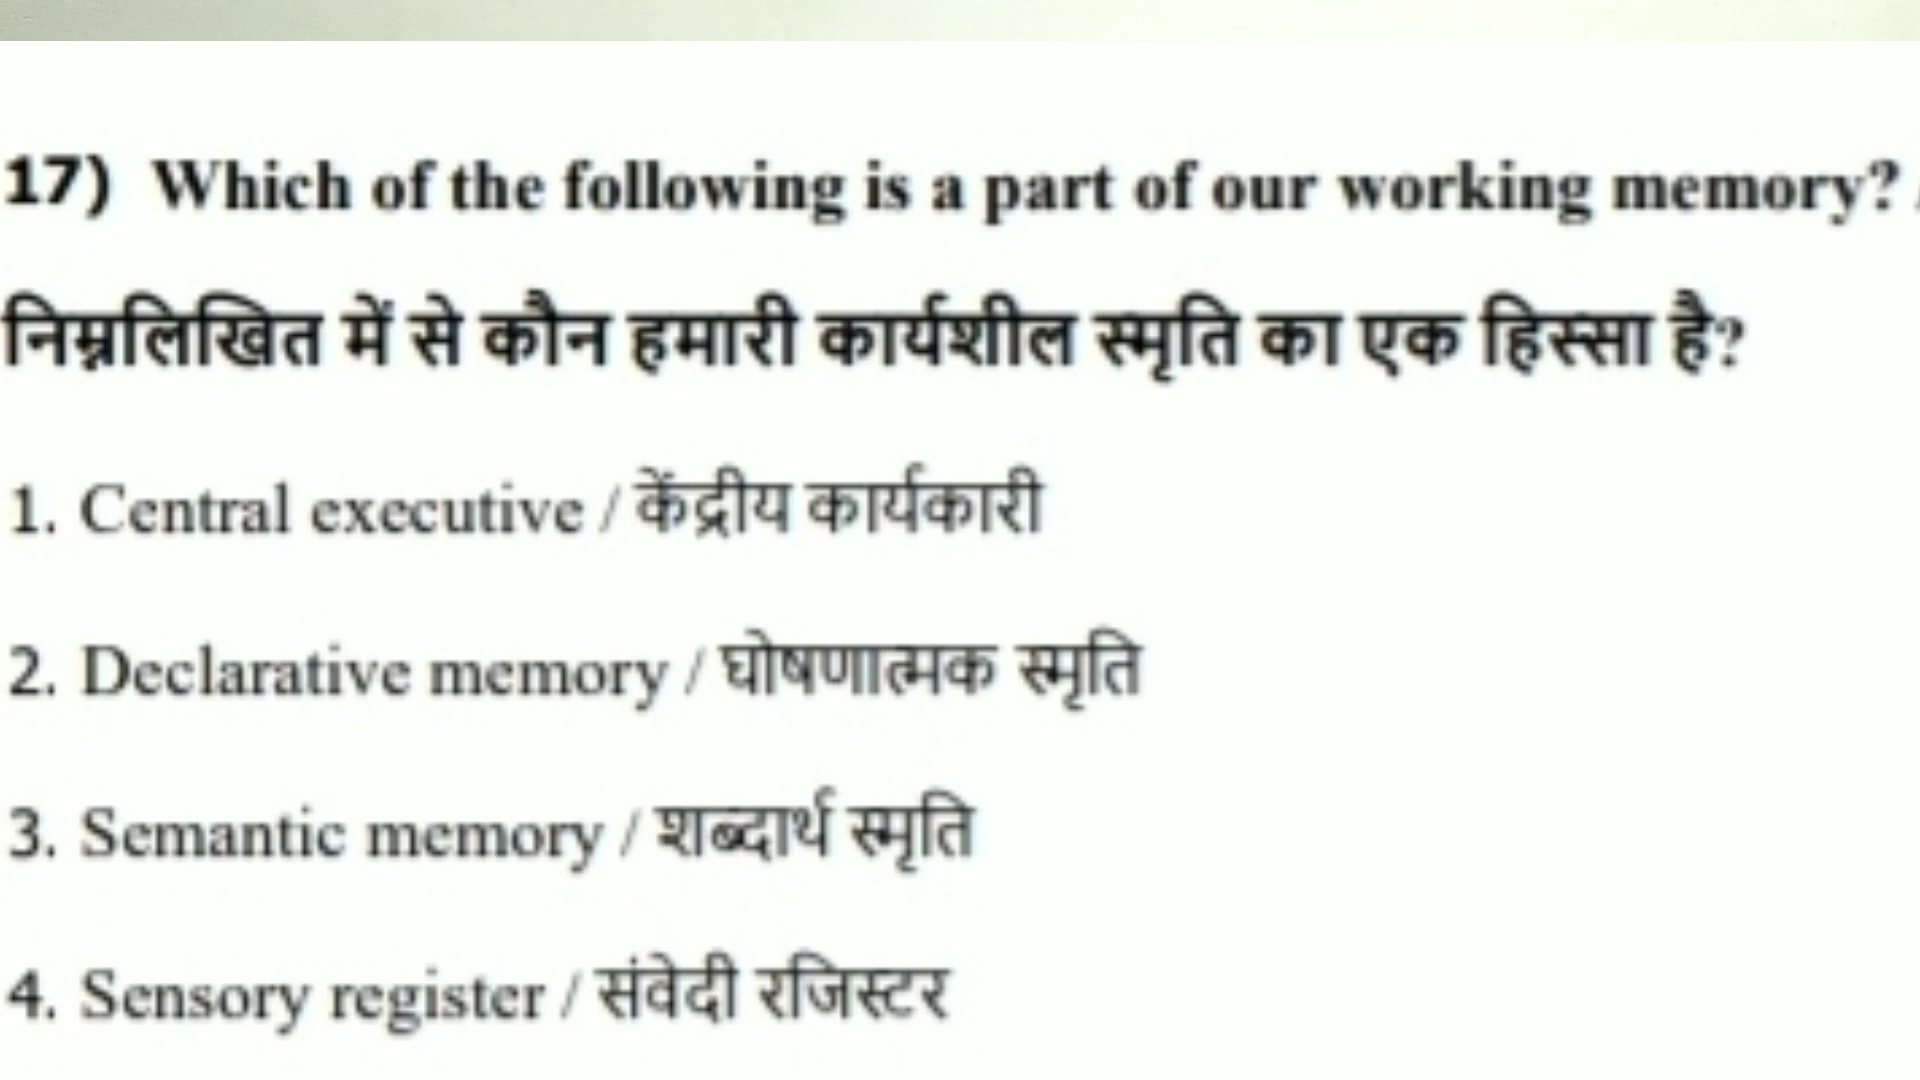 17) Which of the following is a part of our working memory?
निम्नलिखित में से कौन हमारी कार्यशील स्मृति का एक हिस्सा है?
1. Central executive / केंद्रीय कार्यकारी
2. Declarative memory / घोषणात्मक स्मृति
3. Semantic memory / शब्दार्थ स्मृति
4. Sensory register / संवेदी रजिस्टर